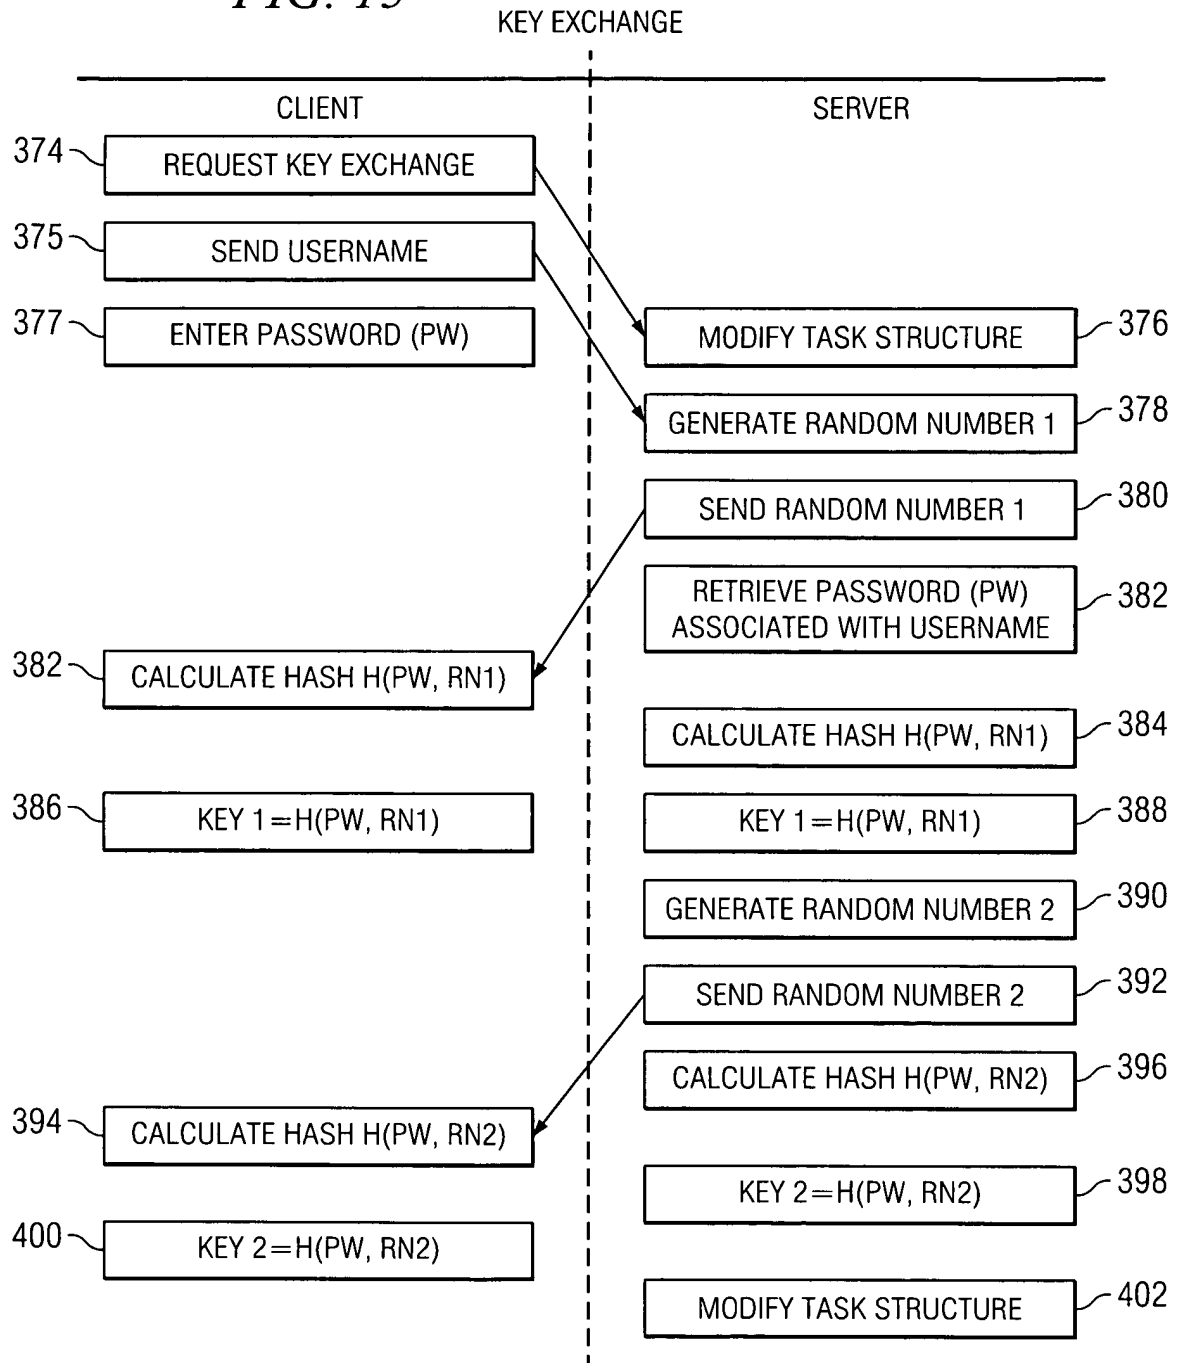 FIG. 15
KEY EXCHANGE
CLIENT
SERVER
374
REQUEST KEY EXCHANGE
375
SEND USERNAME
377
ENTER PASSWORD (PW)
MODIFY TASK STRUCTURE
376
GENERATE RANDOM NUMBER 1
378
SEND RANDOM NUMBER 1
380
RETRIEVE PASSWORD (PW)
ASSOCIATED WITH USERNAME
382
382
CALCULATE HASH H(PW, RN1)
CALCULATE HASH H(PW, RN1)
384
386
KEY 1=H(PW, RN1)
KEY 1=H(PW, RN1)
388
GENERATE RANDOM NUMBER 2
390
SEND RANDOM NUMBER 2
392
CALCULATE HASH H(PW, RN2)
396
394
CALCULATE HASH H(PW, RN2)
KEY 2=H(PW, RN2)
398
400
KEY 2=H(PW, RN2)
MODIFY TASK STRUCTURE
402